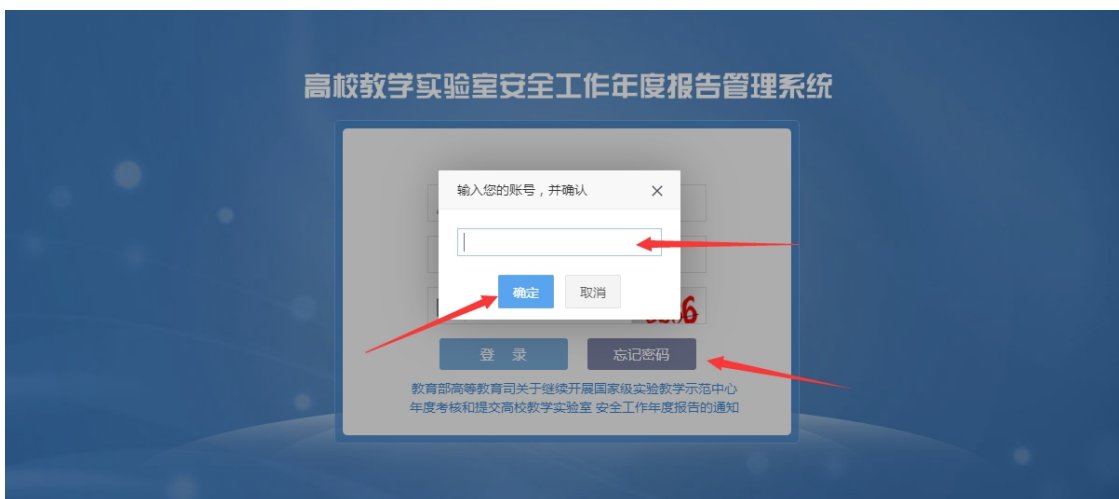 高校教学实验室安全工作年度报告管理系统
输入您的账号，并确认
确定
取消
登 录
忘记密码
教育部高等教育司关于继续开展国家级实验教学示范中心
年度考核和提交高校教学实验室 安全工作年度报告的通知